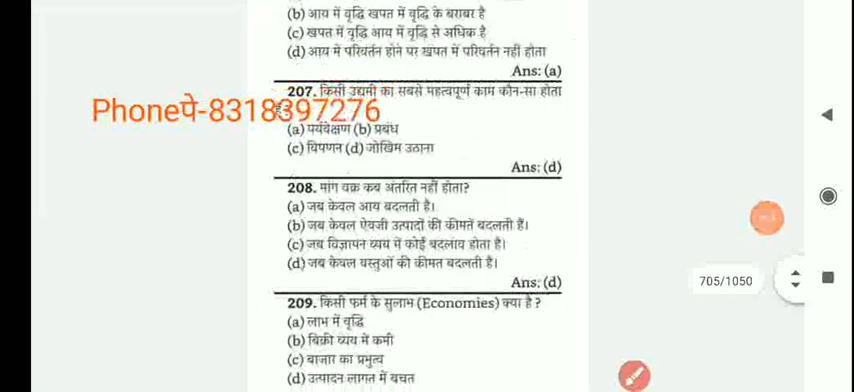 (b) आय में वृद्धि खपत में वृद्धि के बराबर है
(c) खपत में वृद्धि आय में वृद्धि से अधिक है
(d) आय में परिवर्तन होने पर खपत में परिवर्तन नहीं होता
Ans: (a)
207. किसी उद्यमी का सबसे महत्वपूर्ण काम कौन-सा होता
Phoneपे-8318397276
है?
(a) पर्यवेक्षण (b) प्रबंध
(c) विपणन (d) जोखिम उठाना
Ans: (d)
208. मांग वक्र कब अंतरित नहीं होता?
(a) जब केवल आय बदलती है।
(b) जब केवल ऐवजी उत्पादों की कीमतें बदलती हैं।
(c) जब विज्ञापन व्यय में कोई बदलाव होता है।
(d) जब केवल वस्तुओं की कीमत बदलती है।
705/1050
Ans: (d)
209. किसी फर्म के सुलाभ (Economies) क्या है ?
(a) लाभ में वृद्धि
(b) बिक्री व्यय में कमी
(c) बाजार का प्रभुत्व
(d) उत्पादन लागत में बचत